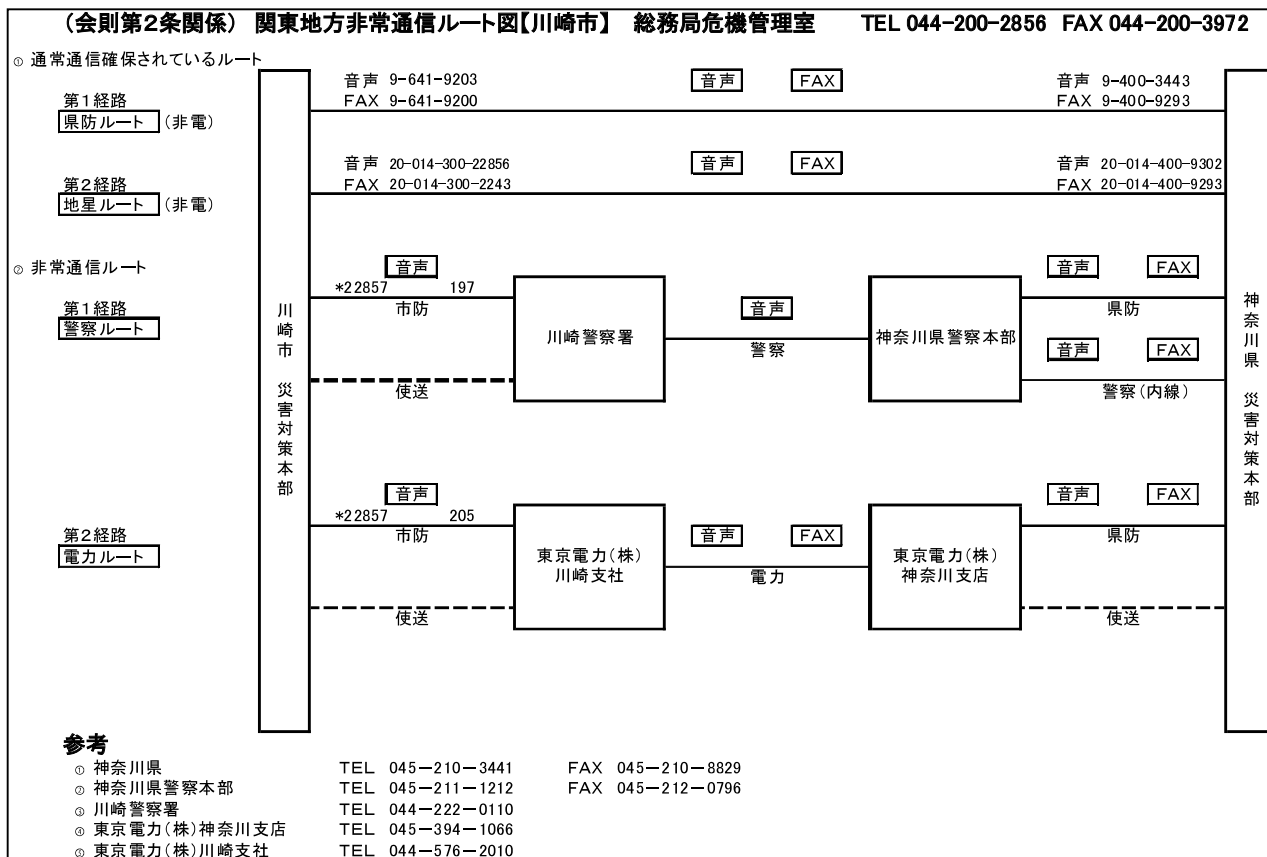 （会則第2条関係） 関東地方非常通信ルート図【川崎市】 総務局危機管理室 TEL 044-200-2856 FAX 044-200-3972
① 通常通信確保されているルート
第1経路
県防ルート （非電）
音声 9-641-9203
FAX 9-641-9200
音声 FAX
音声 9-400-3443
FAX 9-400-9293
第2経路
地星ルート （非電）
音声 20-014-300-22856
FAX 20-014-300-2243
音声 FAX
音声 20-014-400-9302
FAX 20-014-400-9293
② 非常通信ルート
第1経路
警察ルート
川崎市 災害対策本部
音声
*22857 197
市防
使送
川崎警察署
音声
警察
神奈川県警察本部
音声 FAX
県防
音声 FAX
警察（内線）
神奈川県 災害対策本部
第2経路
電力ルート
音声
*22857 205
市防
使送
東京電力（株）
川崎支社
音声 FAX
電力
東京電力（株）
神奈川支店
音声 FAX
県防
使送
参考
① 神奈川県 TEL 045－210－3441 FAX 045－210－8829
② 神奈川県警察本部 TEL 045－211－1212 FAX 045－212－0796
③ 川崎警察署 TEL 044－222－0110
④ 東京電力（株）神奈川支店 TEL 045－394－1066
⑤ 東京電力（株）川崎支社 TEL 044－576－2010